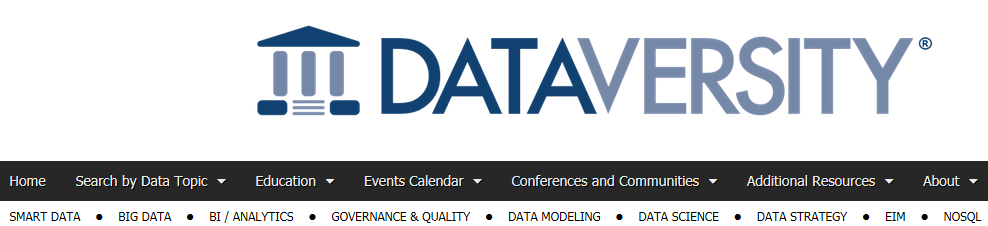 DATAVERSITY®
Home Search by Data Topic Education Events Calendar Conferences and Communities Additional Resources About
SMART DATA ● BIG DATA ● BI / ANALYTICS ● GOVERNANCE & QUALITY ● DATA MODELING ● DATA SCIENCE ● DATA STRATEGY ● EIM ● NOSQL